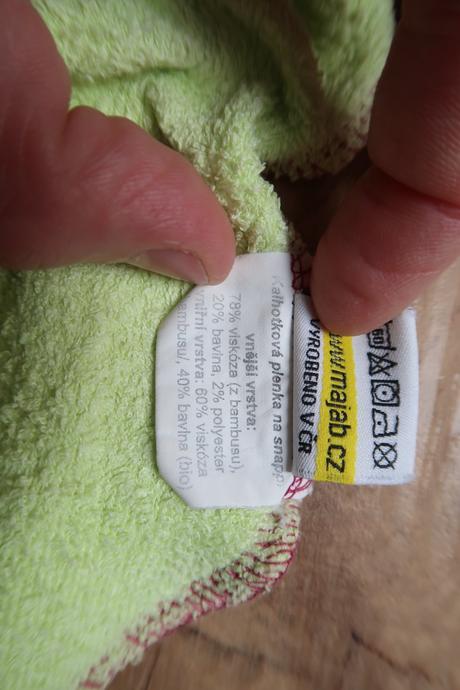 Kalhotková plenka na snapp
vnější vrstva:
78% viskóza (z bambusu),
20% bavlna, 2% polyester
vnitřní vrstva: 60% viskóza
ambusu/, 40% bavlna (bio)
www.majab.cz
VYROBENO V ČR